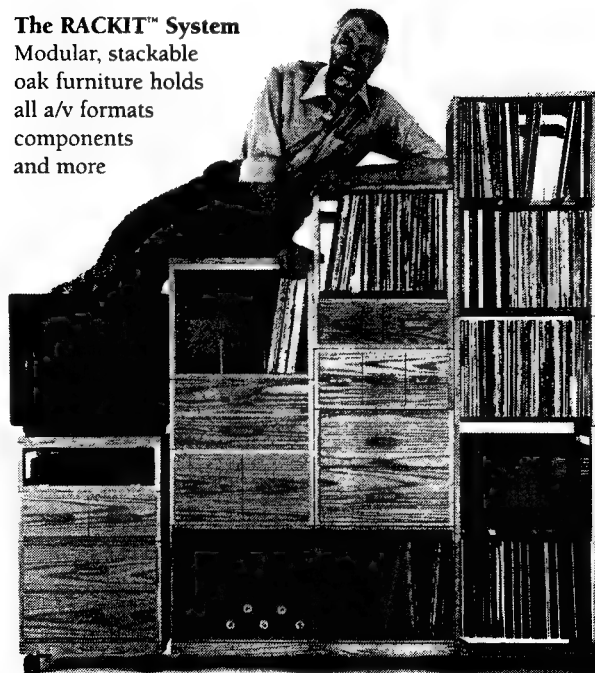 The RACKIT™ System
Modular, stackable
oak furniture holds
all a/v formats
components
and more